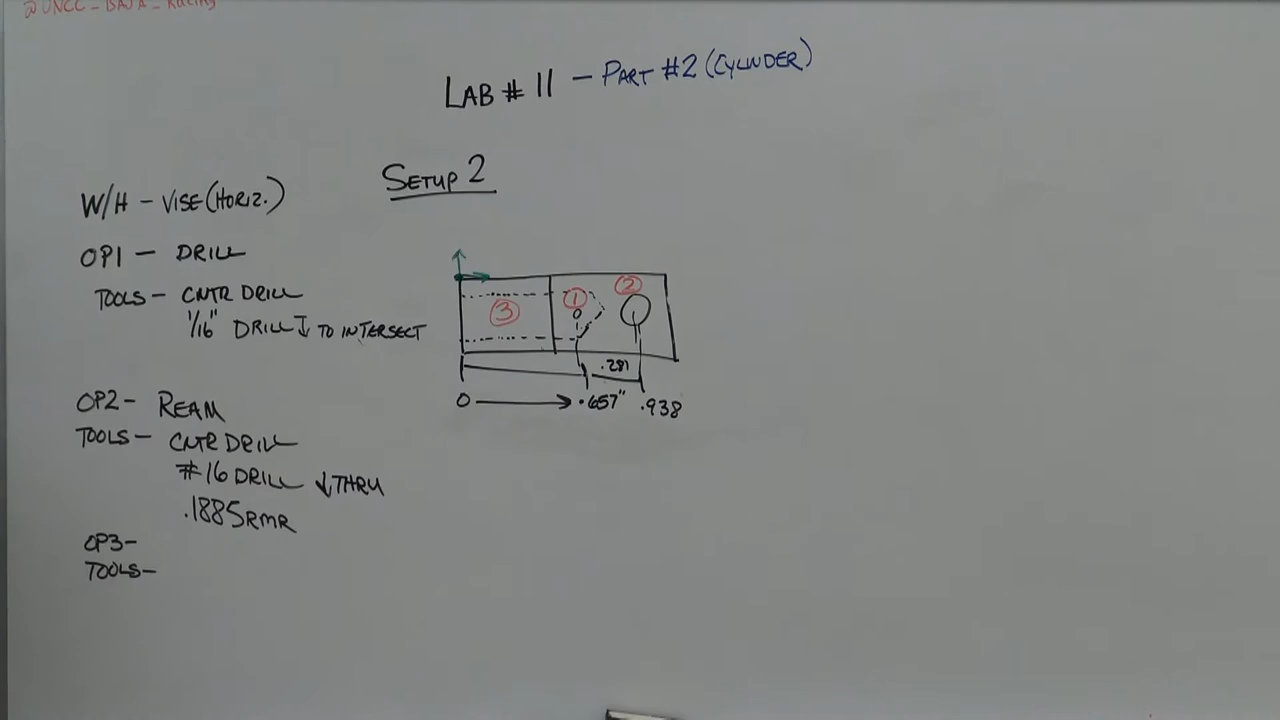 @UNCC_BAJA_Racing
LAB # 11 - PART #2 (CYLINDER)
SETUP 2
W/H - VISE (HORIZ.)
OP1 - DRILL
TOOLS - CNTR DRILL
1/16" DRILL ↓ TO INTERSECT
OP2 - REAM
TOOLS - CNTR DRILL
#16 DRILL ↓ THRU
.1885 RMR
OP3 -
TOOLS -
1
2
3
.281
0 → .657" .938